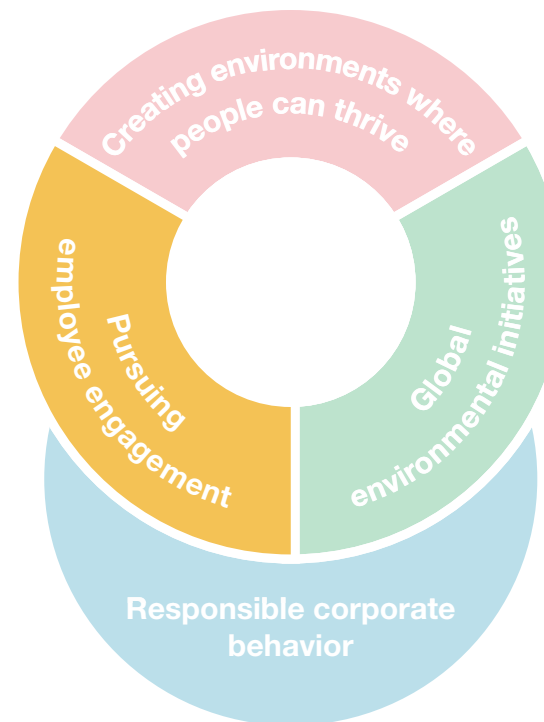 Creating environments where
people can thrive
Pursuing
employee engagement
Global
environmental initiatives
Responsible corporate
behavior